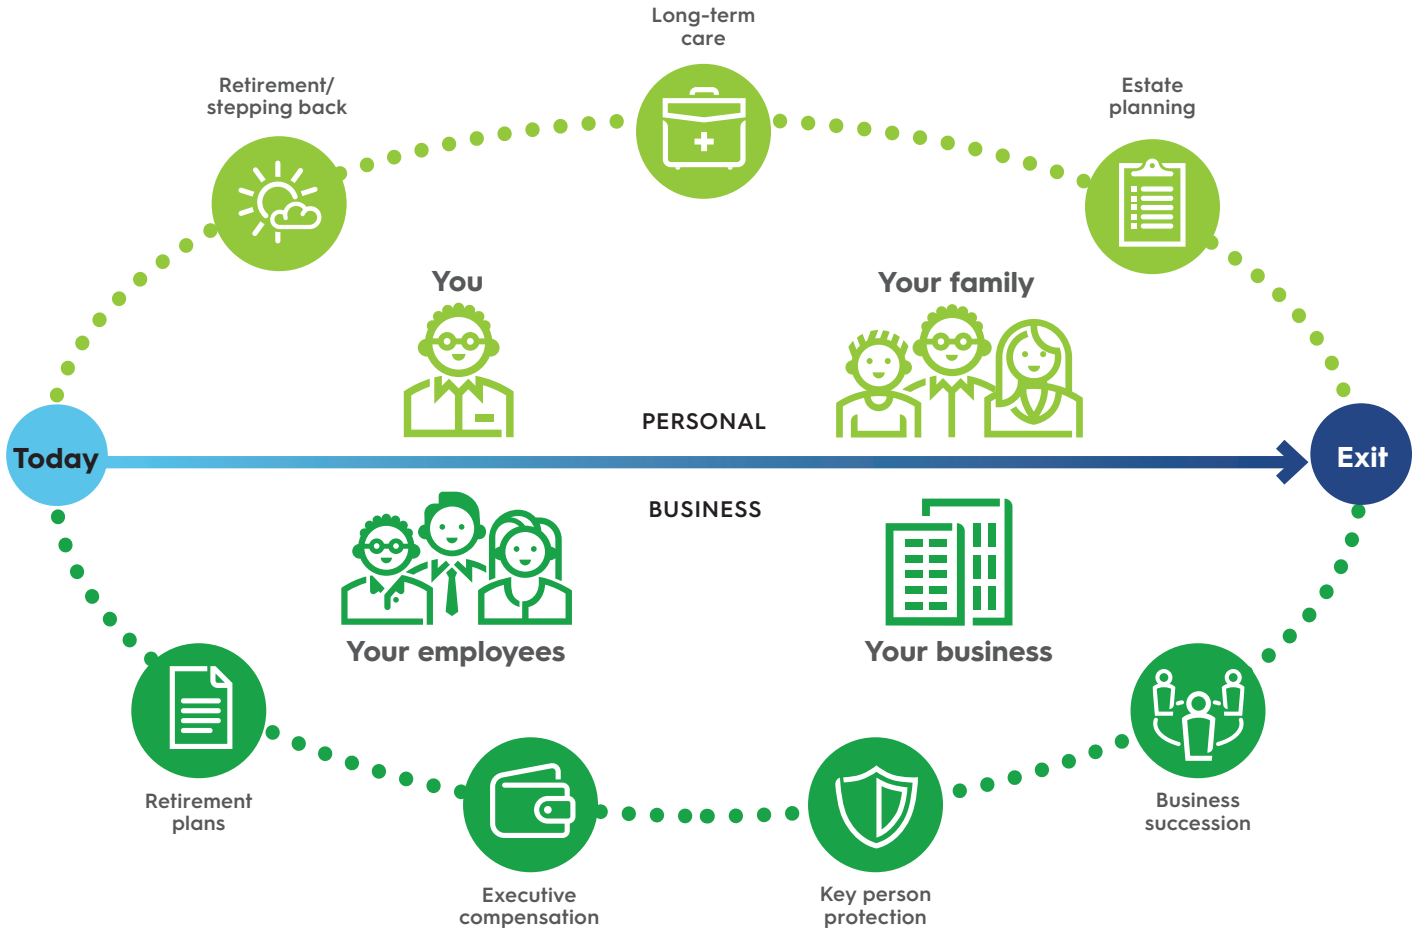 Long-term
care
Retirement/
stepping back
Estate
planning
You
Your family
PERSONAL
Today
Exit
BUSINESS
Your employees
Your business
Retirement
plans
Business
succession
Executive
compensation
Key person
protection